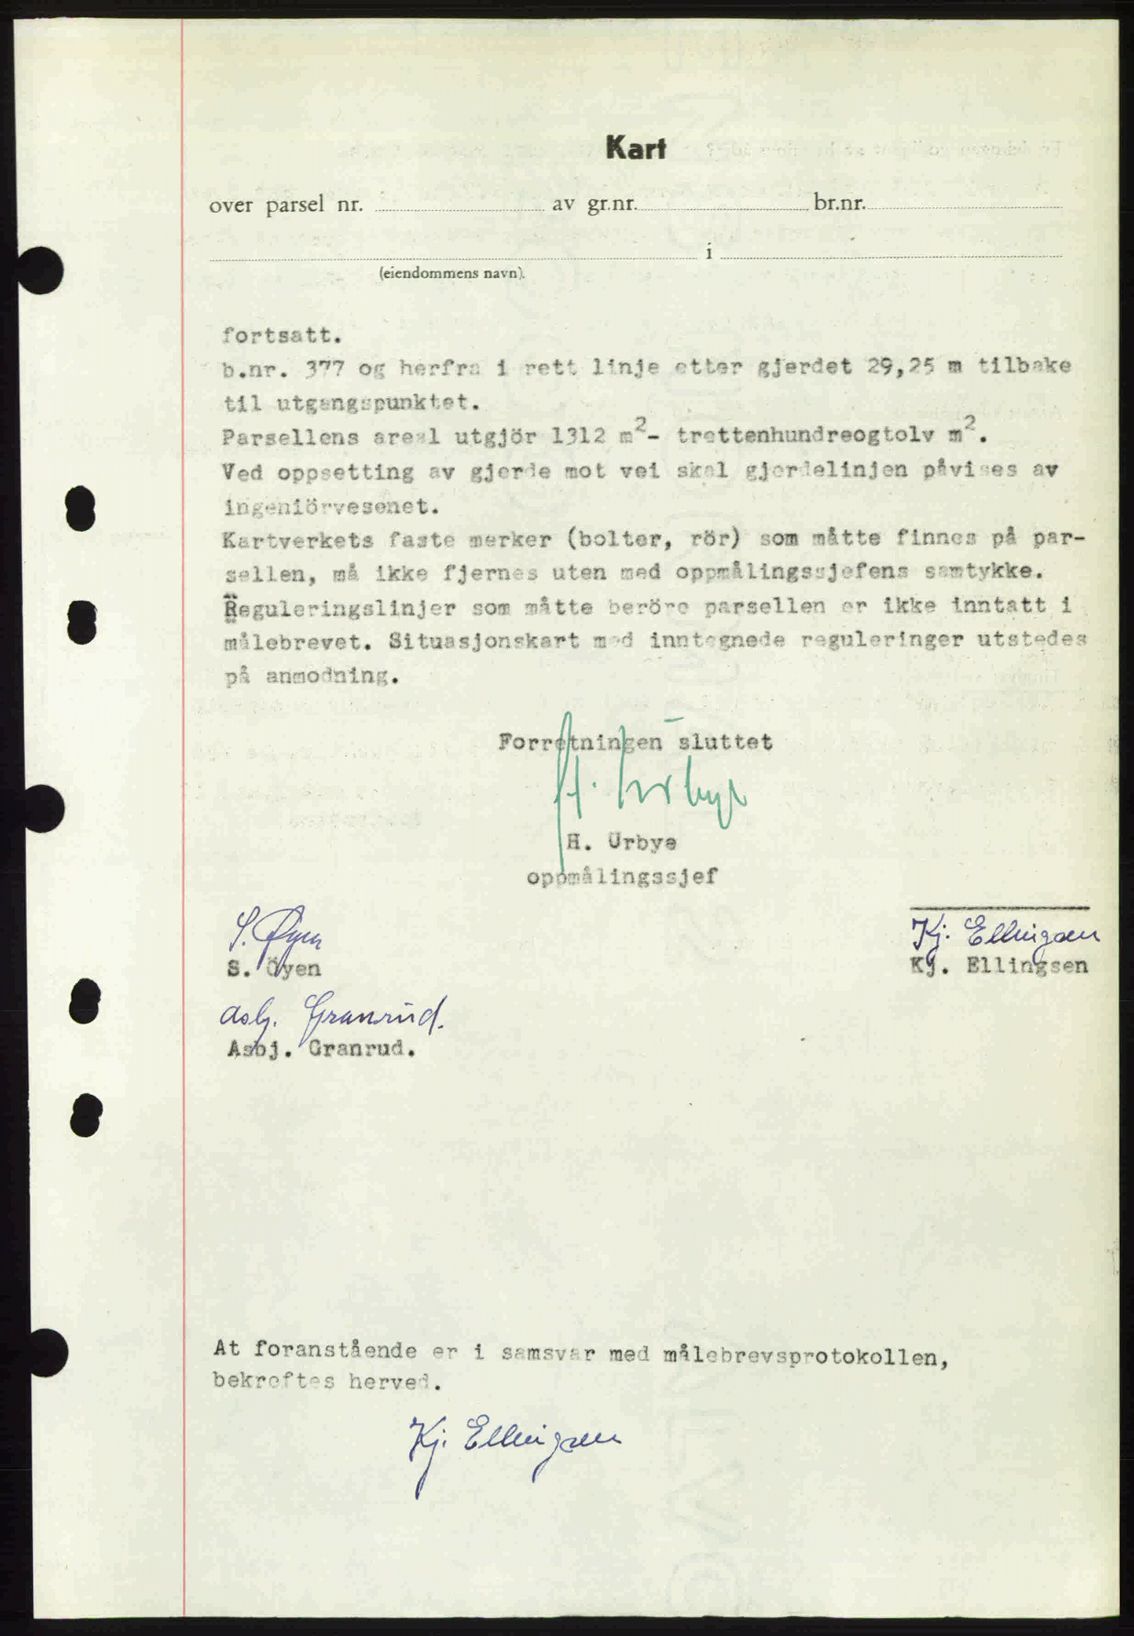 Kart
over parsel nr. av gr.nr. br.nr.
i
(eiendommens navn).
fortsatt.
b.nr. 377 og herfra i rett linje etter gjerdet 29,25 m tilbake
til utgangspunktet.
Parsellens areal utgjör 1312 m²- trettenhundreogtolv m².
Ved oppsetting av gjerde mot vei skal gjerdelinjen påvises av
ingeniörvesenet.
Kartverkets faste merker (bolter, rör) som måtte finnes på par-
sellen, må ikke fjernes uten med oppmålingssjefens samtykke.
Reguleringslinjer som måtte beröre parsellen er ikke inntatt i
målebrevet. Situasjonskart med inntegnede reguleringer utstedes
på anmodning.
Forretningen sluttet
H. Urbye
H. Urbye
oppmålingssjef
S. Øyen Kj. Ellingsen
S. Öyen Kj. Ellingsen
Asbj. Granrud.
Asbj. Granrud.
At foranstående er i samsvar med målebrevsprotokollen,
bekreftes herved.
Kj. Ellingsen